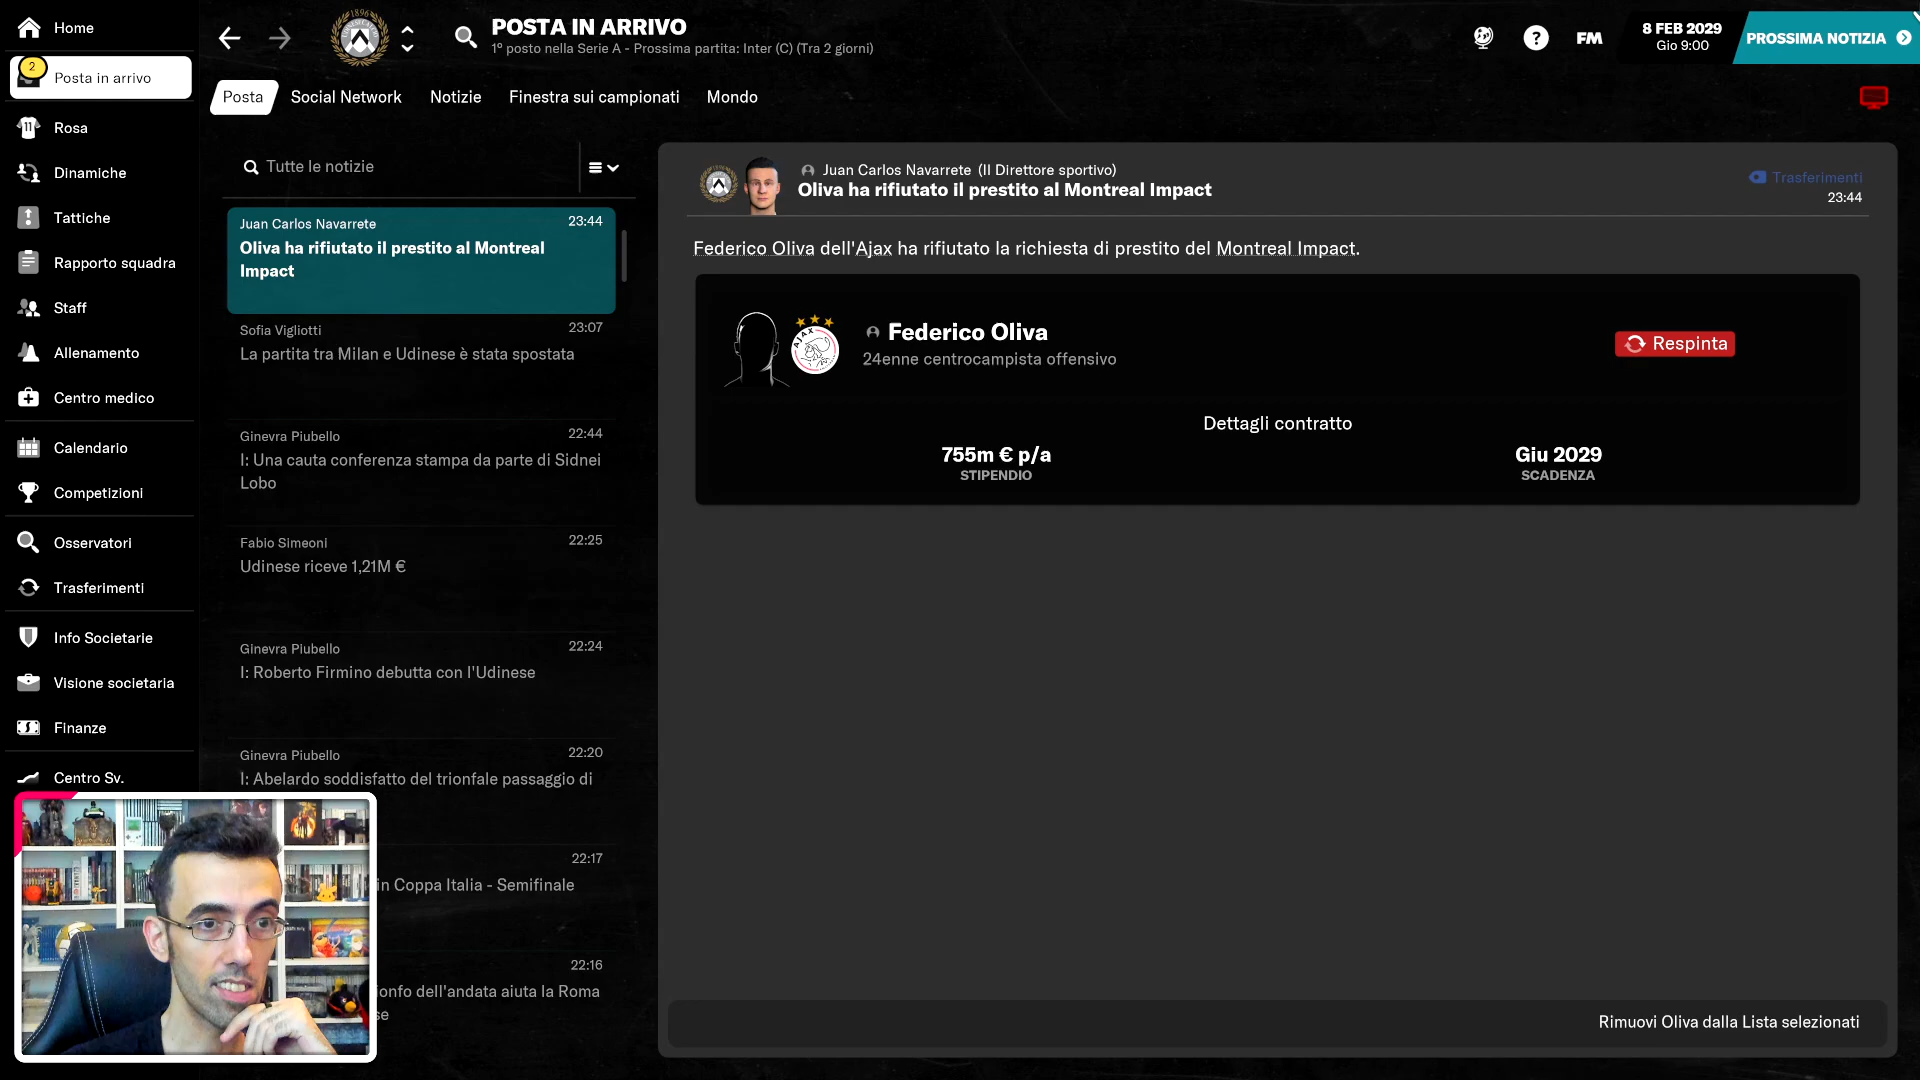 Home
2
Posta in arrivo
Rosa
Dinamiche
Tattiche
Rapporto squadra
Staff
Allenamento
Centro medico
Calendario
Competizioni
Osservatori
Trasferimenti
Info Societarie
Visione societaria
Finanze
Centro Sv.
POSTA IN ARRIVO
1° posto nella Serie A - Prossima partita: Inter (C) (Tra 2 giorni)
FM
8 FEB 2029
Gio 9:00
PROSSIMA NOTIZIA
Posta
Social Network
Notizie
Finestra sui campionati
Mondo
Tutte le notizie
Juan Carlos Navarrete
23:44
Oliva ha rifiutato il prestito al Montreal
Impact
Sofia Vigliotti
23:07
La partita tra Milan e Udinese è stata spostata
Ginevra Piubello
22:44
I: Una cauta conferenza stampa da parte di Sidnei
Lobo
Fabio Simeoni
22:25
Udinese riceve 1,21M €
Ginevra Piubello
22:24
I: Roberto Firmino debutta con l'Udinese
Ginevra Piubello
22:20
I: Abelardo soddisfatto del trionfale passaggio di
22:17
in Coppa Italia - Semifinale
22:16
onfo dell'andata aiuta la Roma
se
Juan Carlos Navarrete (Il Direttore sportivo)
Oliva ha rifiutato il prestito al Montreal Impact
Trasferimenti
23:44
Federico Oliva dell'Ajax ha rifiutato la richiesta di prestito del Montreal Impact.
AJAX
Federico Oliva
24enne centrocampista offensivo
Respinta
Dettagli contratto
755m € p/a
STIPENDIO
Giu 2029
SCADENZA
Rimuovi Oliva dalla Lista selezionati